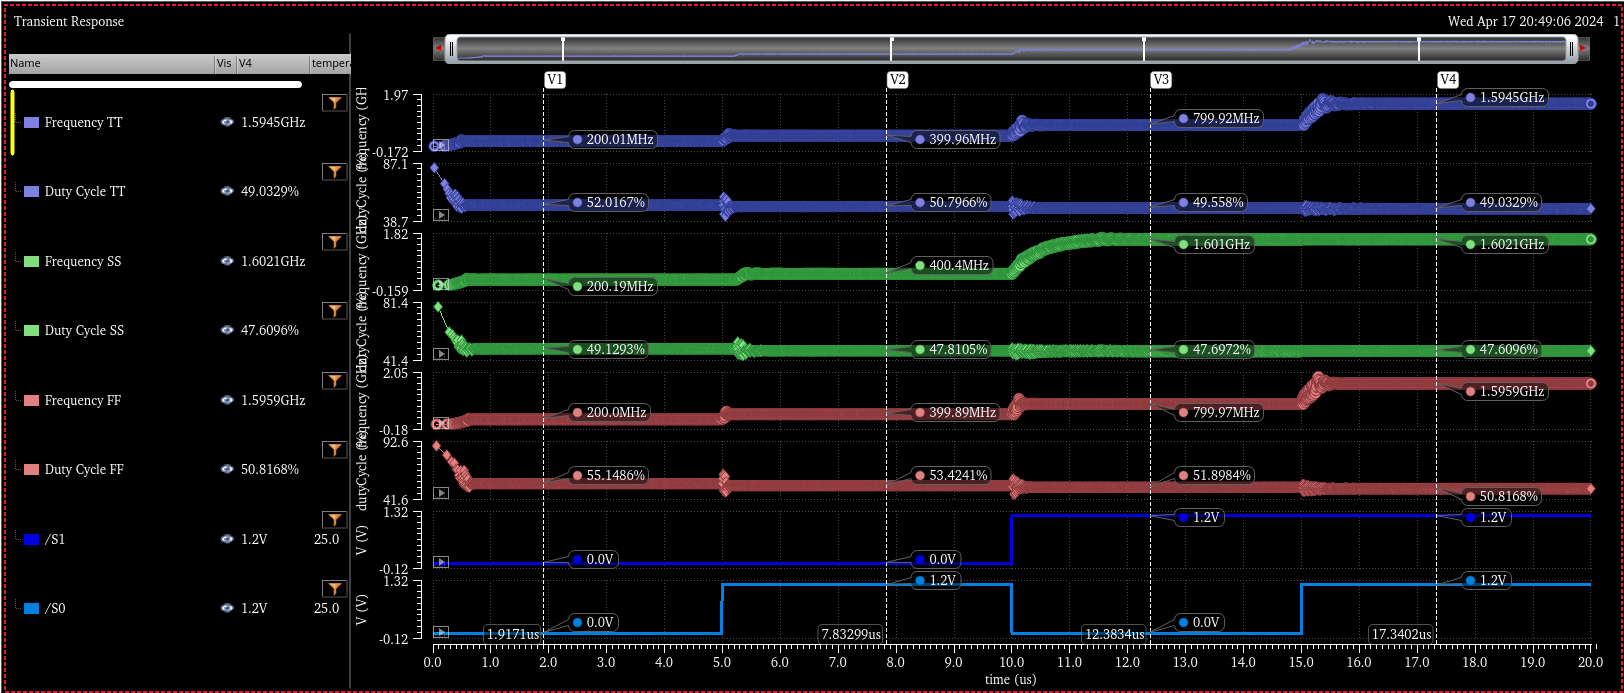 Transient Response
Wed Apr 17 20:49:06 2024 1
Name Vis V4 tempera
Frequency TT 1.5945GHz
Duty Cycle TT 49.0329%
Frequency SS 1.6021GHz
Duty Cycle SS 47.6096%
Frequency FF 1.5959GHz
Duty Cycle FF 50.8168%
/S1 1.2V 25.0
/S0 1.2V 25.0
V1 V2 V3 V4
1.97
-0.172
frequency (GH
200.01MHz 399.96MHz 799.92MHz 1.5945GHz
87.1
38.7
52.0167% 50.7966% 49.558% 49.0329%
1.82
-0.159
200.19MHz 400.4MHz 1.601GHz 1.6021GHz
81.4
41.4
49.1293% 47.8105% 47.6972% 47.6096%
2.05
-0.18
200.0MHz 399.89MHz 799.97MHz 1.5959GHz
92.6
41.6
dutyCycle (%)
55.1486% 53.4241% 51.8984% 50.8168%
1.32
-0.12
V (V)
0.0V 0.0V 1.2V 1.2V
1.32
-0.12
V (V)
0.0V 1.2V 0.0V 1.2V
1.9171us 7.83299us 12.3834us 17.3402us
0.0 1.0 2.0 3.0 4.0 5.0 6.0 7.0 8.0 9.0 10.0 11.0 12.0 13.0 14.0 15.0 16.0 17.0 18.0 19.0 20.0
time (us)